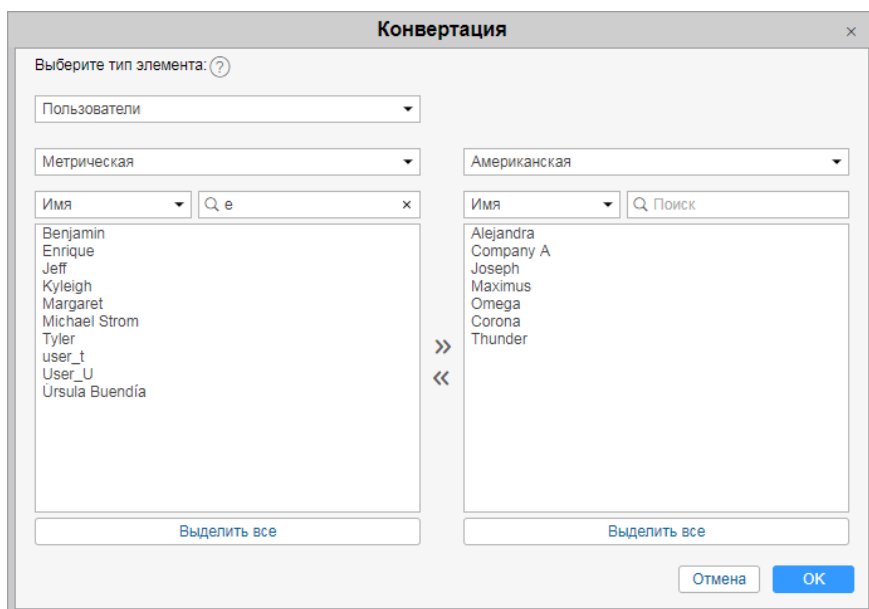 Конвертация
Выберите тип элемента: ?
Пользователи
Метрическая
Американская
Имя
e
Имя
Поиск
Benjamin
Enrique
Jeff
Kyleigh
Margaret
Michael Strom
Tyler
user_t
User_U
Úrsula Buendía
Alejandra
Company A
Joseph
Maximus
Omega
Corona
Thunder
Выделить все
Выделить все
Отмена
OK